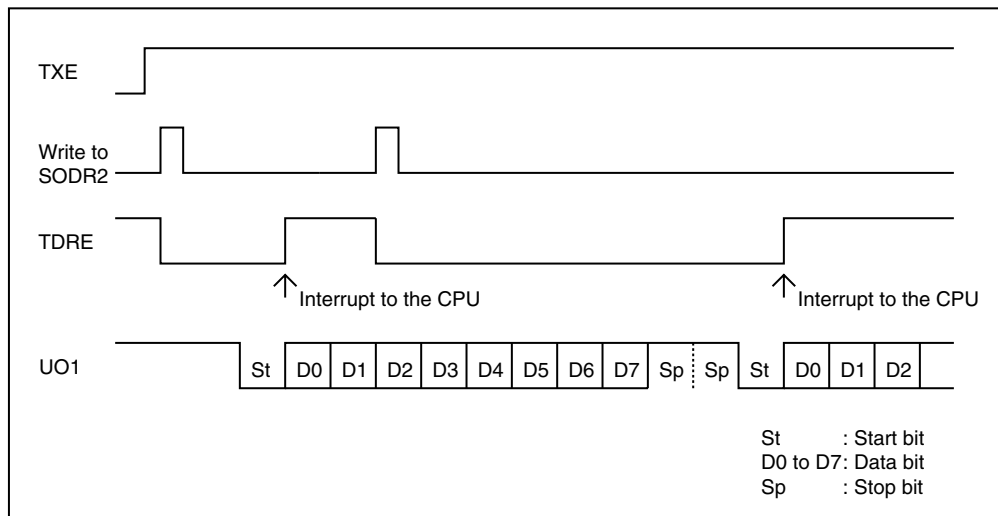 TXE
Write to
SODR2
TDRE
Interrupt to the CPU Interrupt to the CPU
UO1
St D0 D1 D2 D3 D4 D5 D6 D7 Sp Sp St D0 D1 D2
St : Start bit
D0 to D7: Data bit
Sp : Stop bit